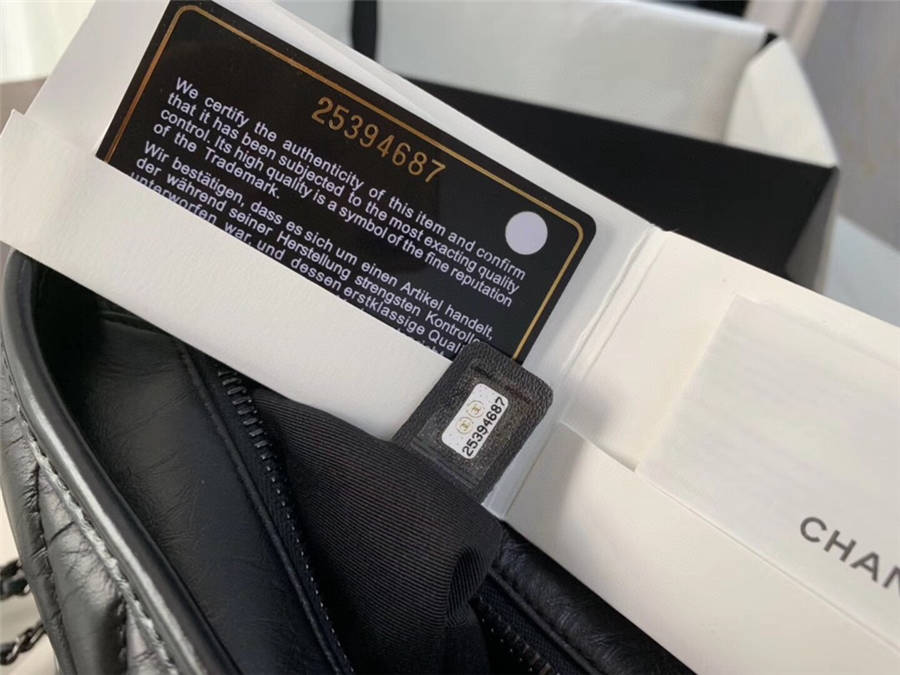 25394687
We certify the authenticity of this item and confirm
that it has been subjected to the most exacting quality
control. Its high quality is a symbol of the fine reputation
of the Trademark.
Wir bestätigen, dass es sich um einen Artikel handelt,
der während seiner Herstellung strengsten Kontrolle
unterworfen war, und dessen erstklassige Quali
25394687
CHAN